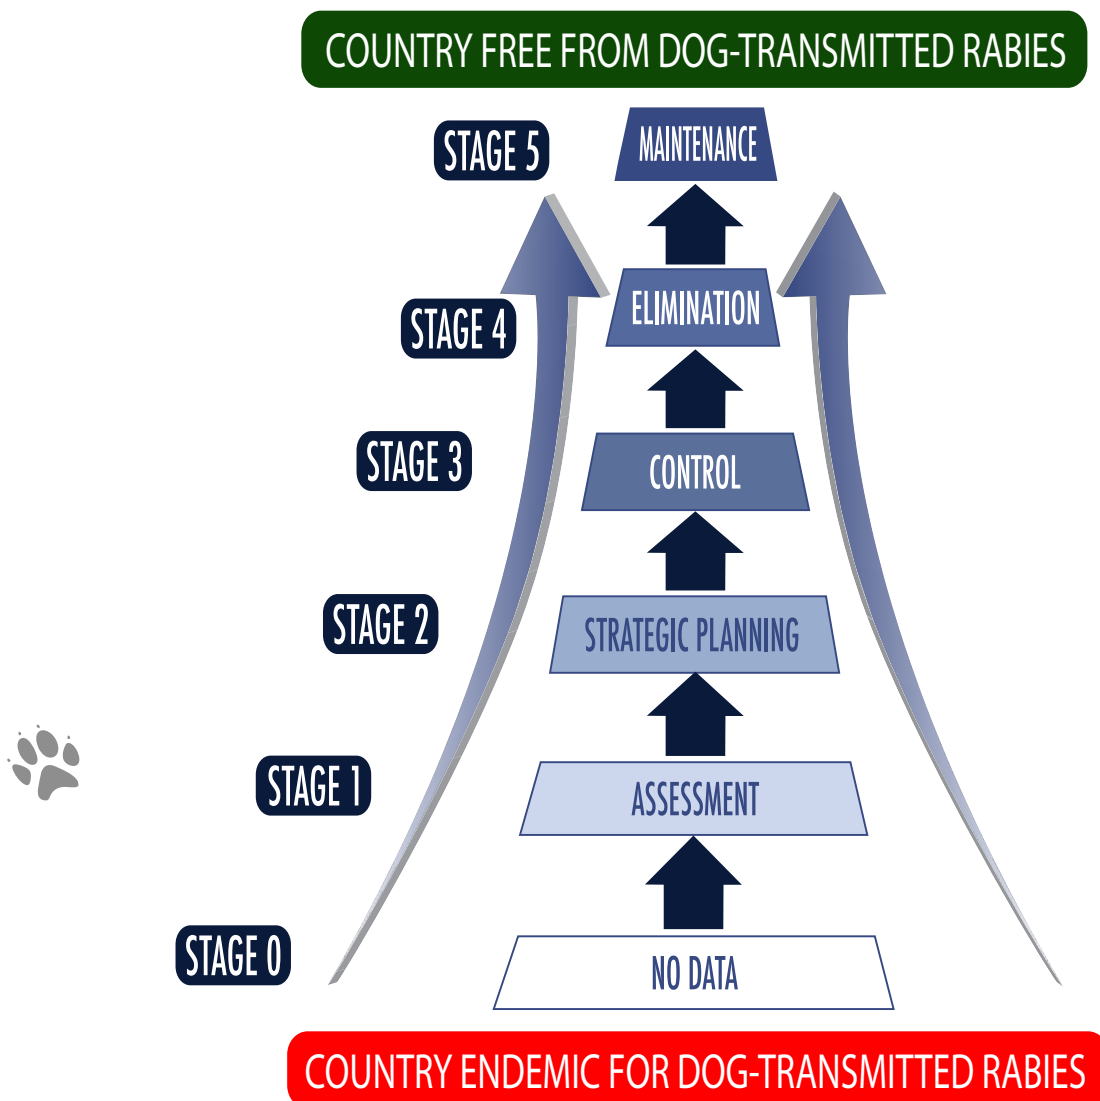 COUNTRY FREE FROM DOG-TRANSMITTED RABIES
STAGE 5
MAINTENANCE
STAGE 4
ELIMINATION
STAGE 3
CONTROL
STAGE 2
STRATEGIC PLANNING
STAGE 1
ASSESSMENT
STAGE 0
NO DATA
COUNTRY ENDEMIC FOR DOG-TRANSMITTED RABIES